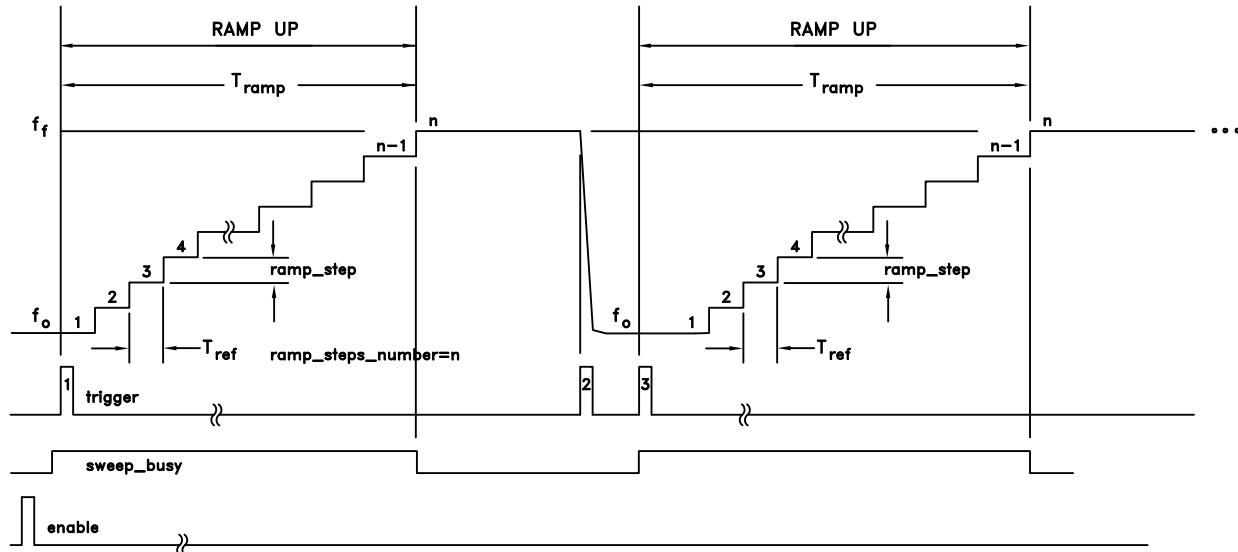 RAMP UP RAMP UP
T_ramp T_ramp
f_f n n
n-1 n-1
4 4
3 ramp_step 3 ramp_step
2 2
f_o 1 f_o 1
T_ref ramp_steps_number=n T_ref
1 trigger 2 3
sweep_busy
enable